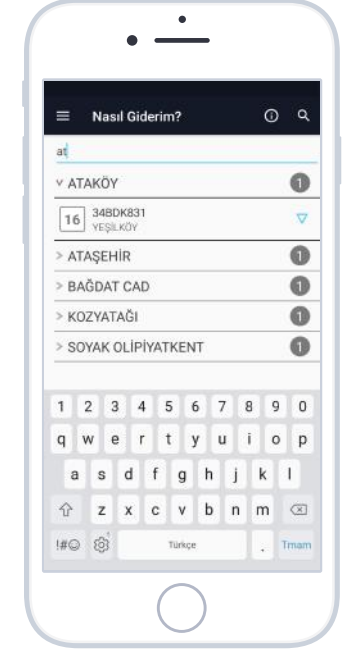 Nasıl Giderim?
at
ATAKÖY 1
16 34BDK831
YEŞİLKÖY
> ATAŞEHİR 1
> BAĞDAT CAD 1
> KOZYATAĞI 1
> SOYAK OLİPİYATKENT 1
1 2 3 4 5 6 7 8 9 0
q w e r t y u i o p
a s d f g h j k l
z x c v b n m
!#☺ Türkçe . Tmam